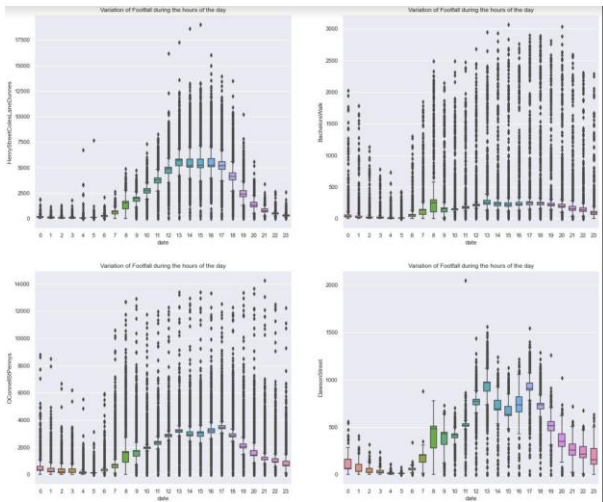 Variation of Footfall during the hours of the day
HenryStreetColesLaneDunnes
17500
15000
12500
10000
7500
5000
2500
0
0 1 2 3 4 5 6 7 8 9 10 11 12 13 14 15 16 17 18 19 20 21 22 23
date
Variation of Footfall during the hours of the day
BachelorsWalk
3000
2500
2000
1500
1000
500
0
0 1 2 3 4 5 6 7 8 9 10 11 12 13 14 15 16 17 18 19 20 21 22 23
date
Variation of Footfall during the hours of the day
OConnellStPennys
14000
12000
10000
8000
6000
4000
2000
0
0 1 2 3 4 5 6 7 8 9 10 11 12 13 14 15 16 17 18 19 20 21 22 23
date
Variation of Footfall during the hours of the day
DawsonStreet
2000
1500
1000
500
0
0 1 2 3 4 5 6 7 8 9 10 11 12 13 14 15 16 17 18 19 20 21 22 23
date